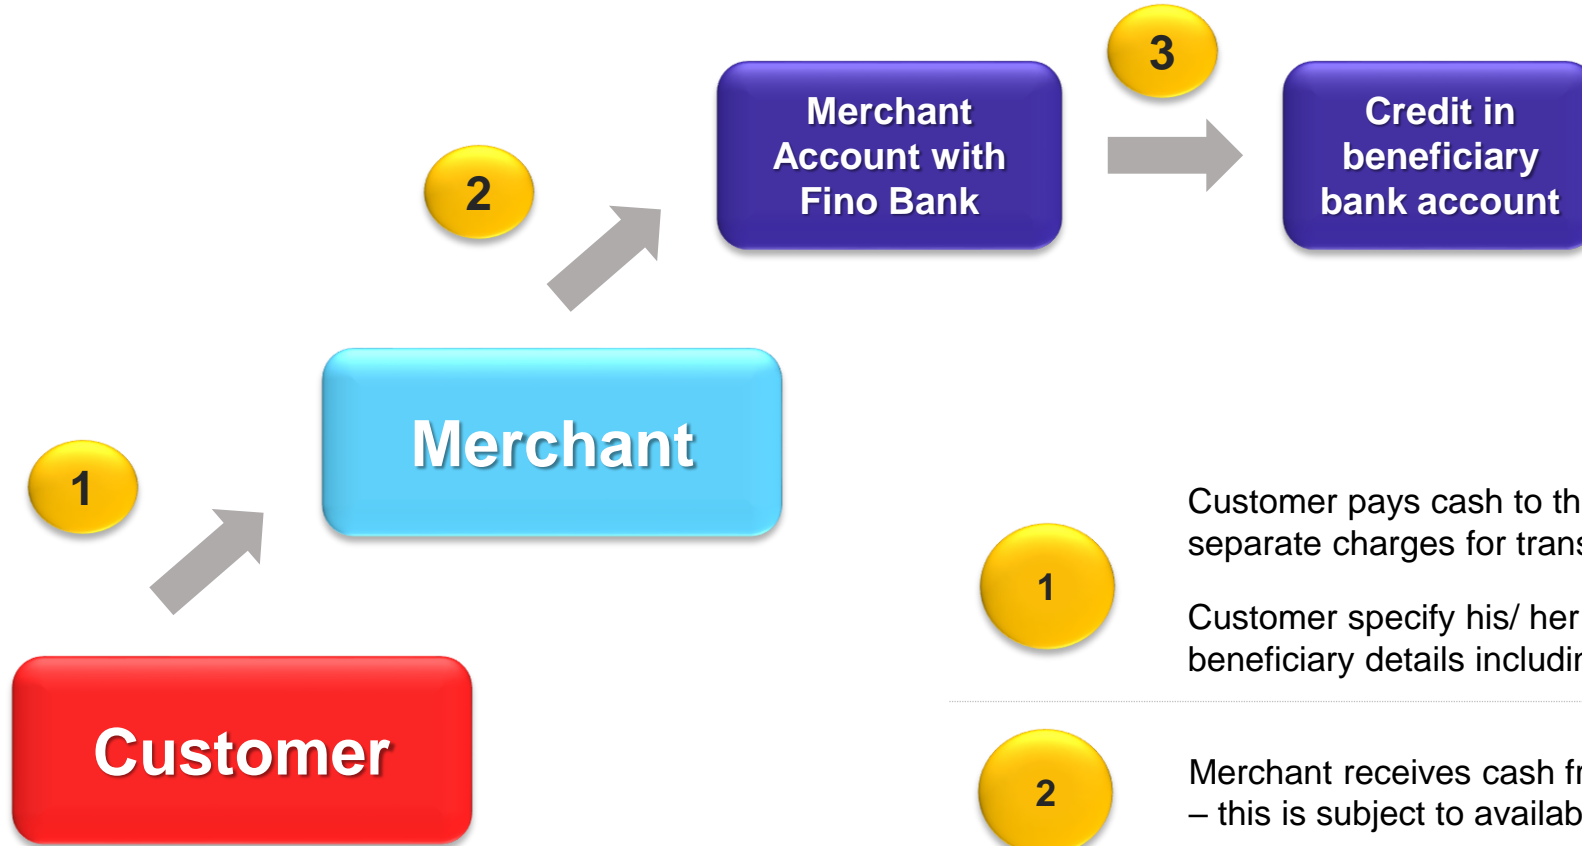 3
Merchant
Account with
Fino Bank
Credit in
beneficiary
bank account
2
Merchant
1
Customer
1
Customer pays cash to th
separate charges for trans
Customer specify his/ her
beneficiary details includin
2
Merchant receives cash fr
– this is subject to availab